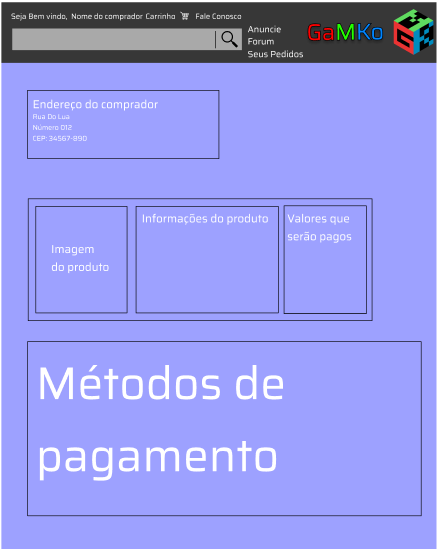 Seja Bem vindo, Nome do comprador Carrinho Fale Conosco
Anuncie
Forum
Seus Pedidos
GaMKo
Endereço do comprador
Rua Do Lua
Número 012
CEP: 34567-890
Imagem
do produto
Informações do produto
Valores que
serão pagos
Métodos de
pagamento